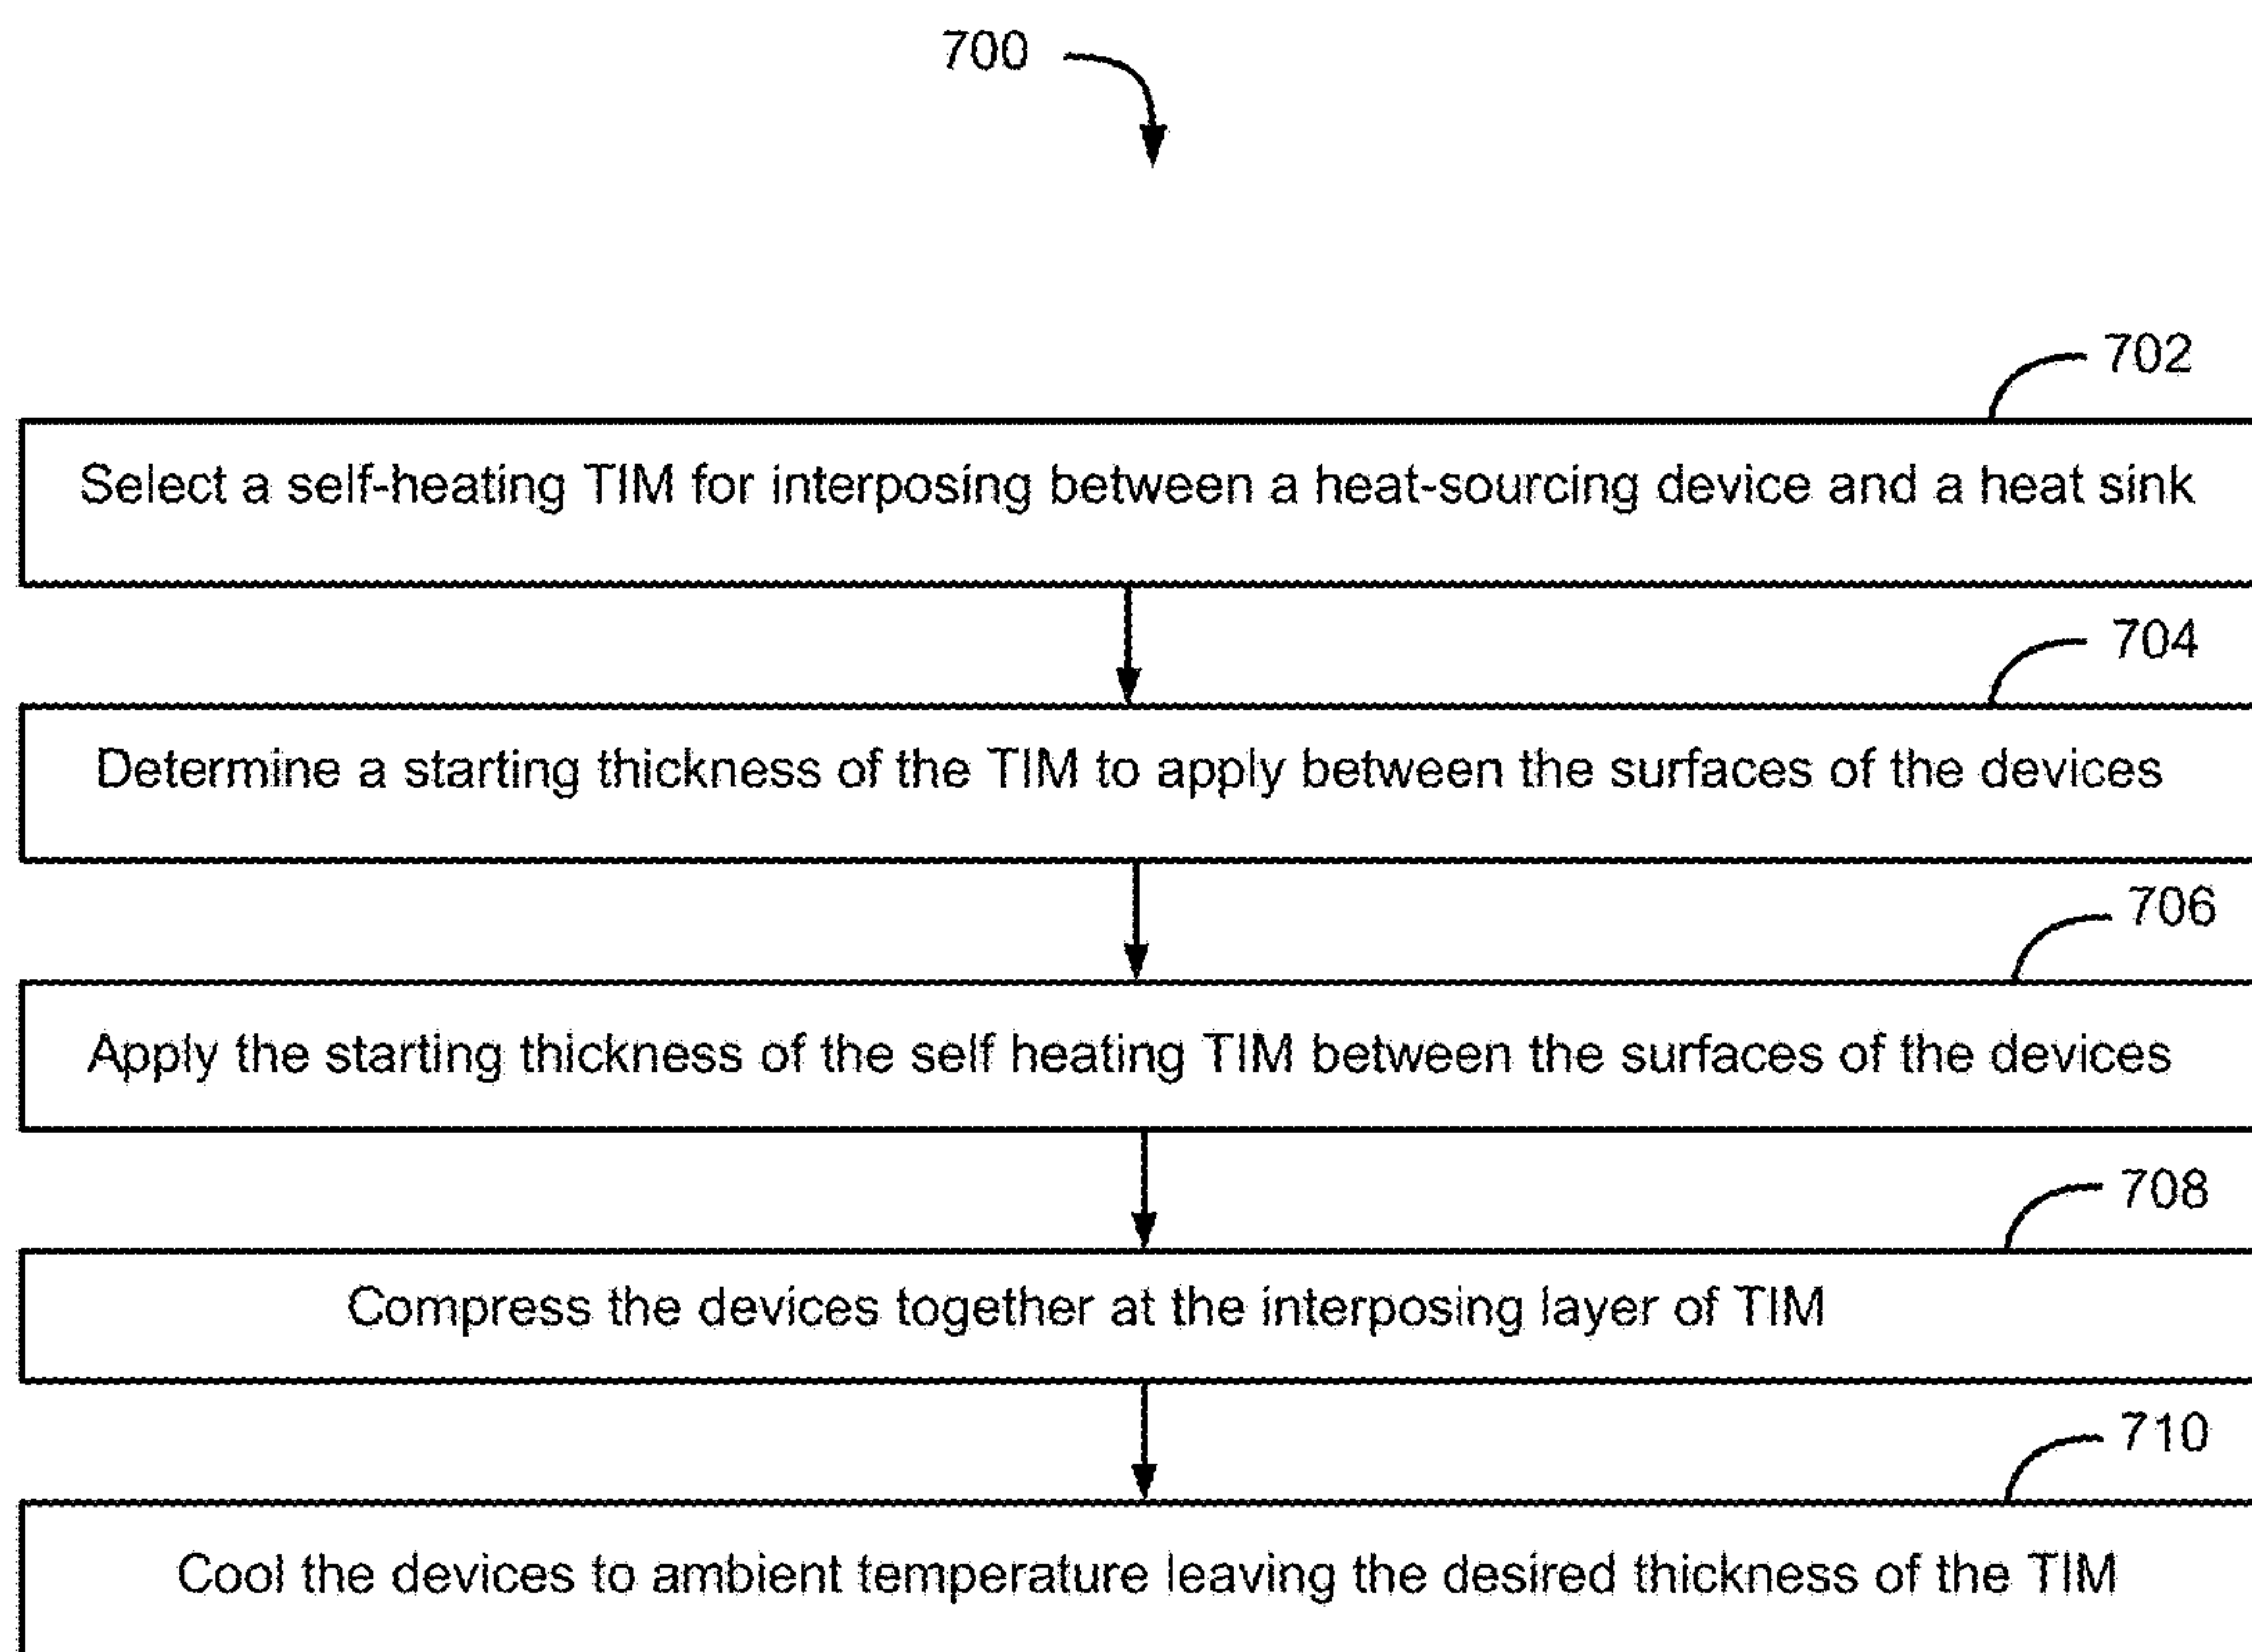 700
702
Select a self-heating TIM for interposing between a heat-sourcing device and a heat sink
704
Determine a starting thickness of the TIM to apply between the surfaces of the devices
706
Apply the starting thickness of the self heating TIM between the surfaces of the devices
708
Compress the devices together at the interposing layer of TIM
710
Cool the devices to ambient temperature leaving the desired thickness of the TIM